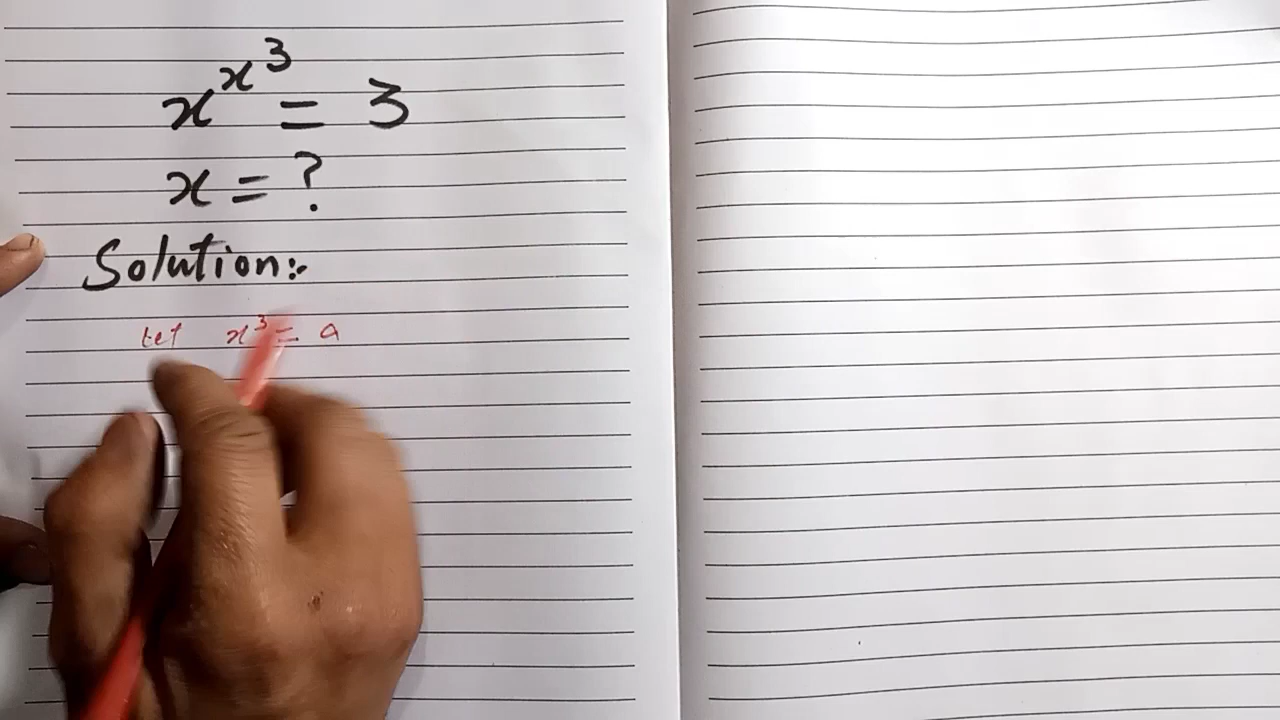 x^x^3 = 3
x = ?
Solution:-
Let x^3 = a